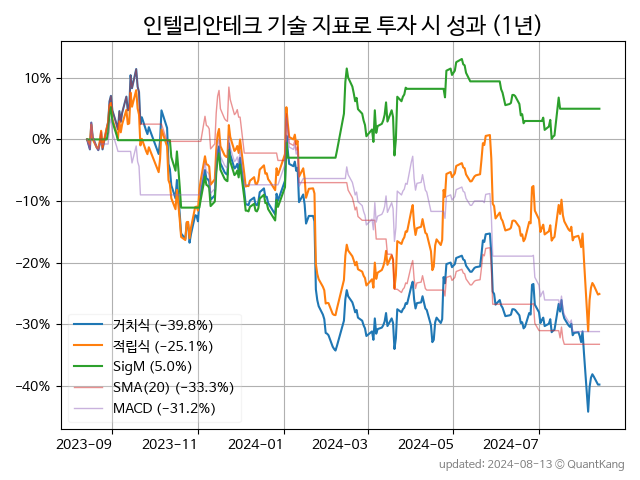 인텔리안테크 기술 지표로 투자 시 성과 (1년)
10%
0%
−10%
−20%
−30%
−40%
거치식 (−39.8%)
적립식 (−25.1%)
SigM (5.0%)
SMA(20) (−33.3%)
MACD (−31.2%)
2023−09
2023−11
2024−01
2024−03
2024−05
2024−07
updated: 2024-08-13 © QuantKang